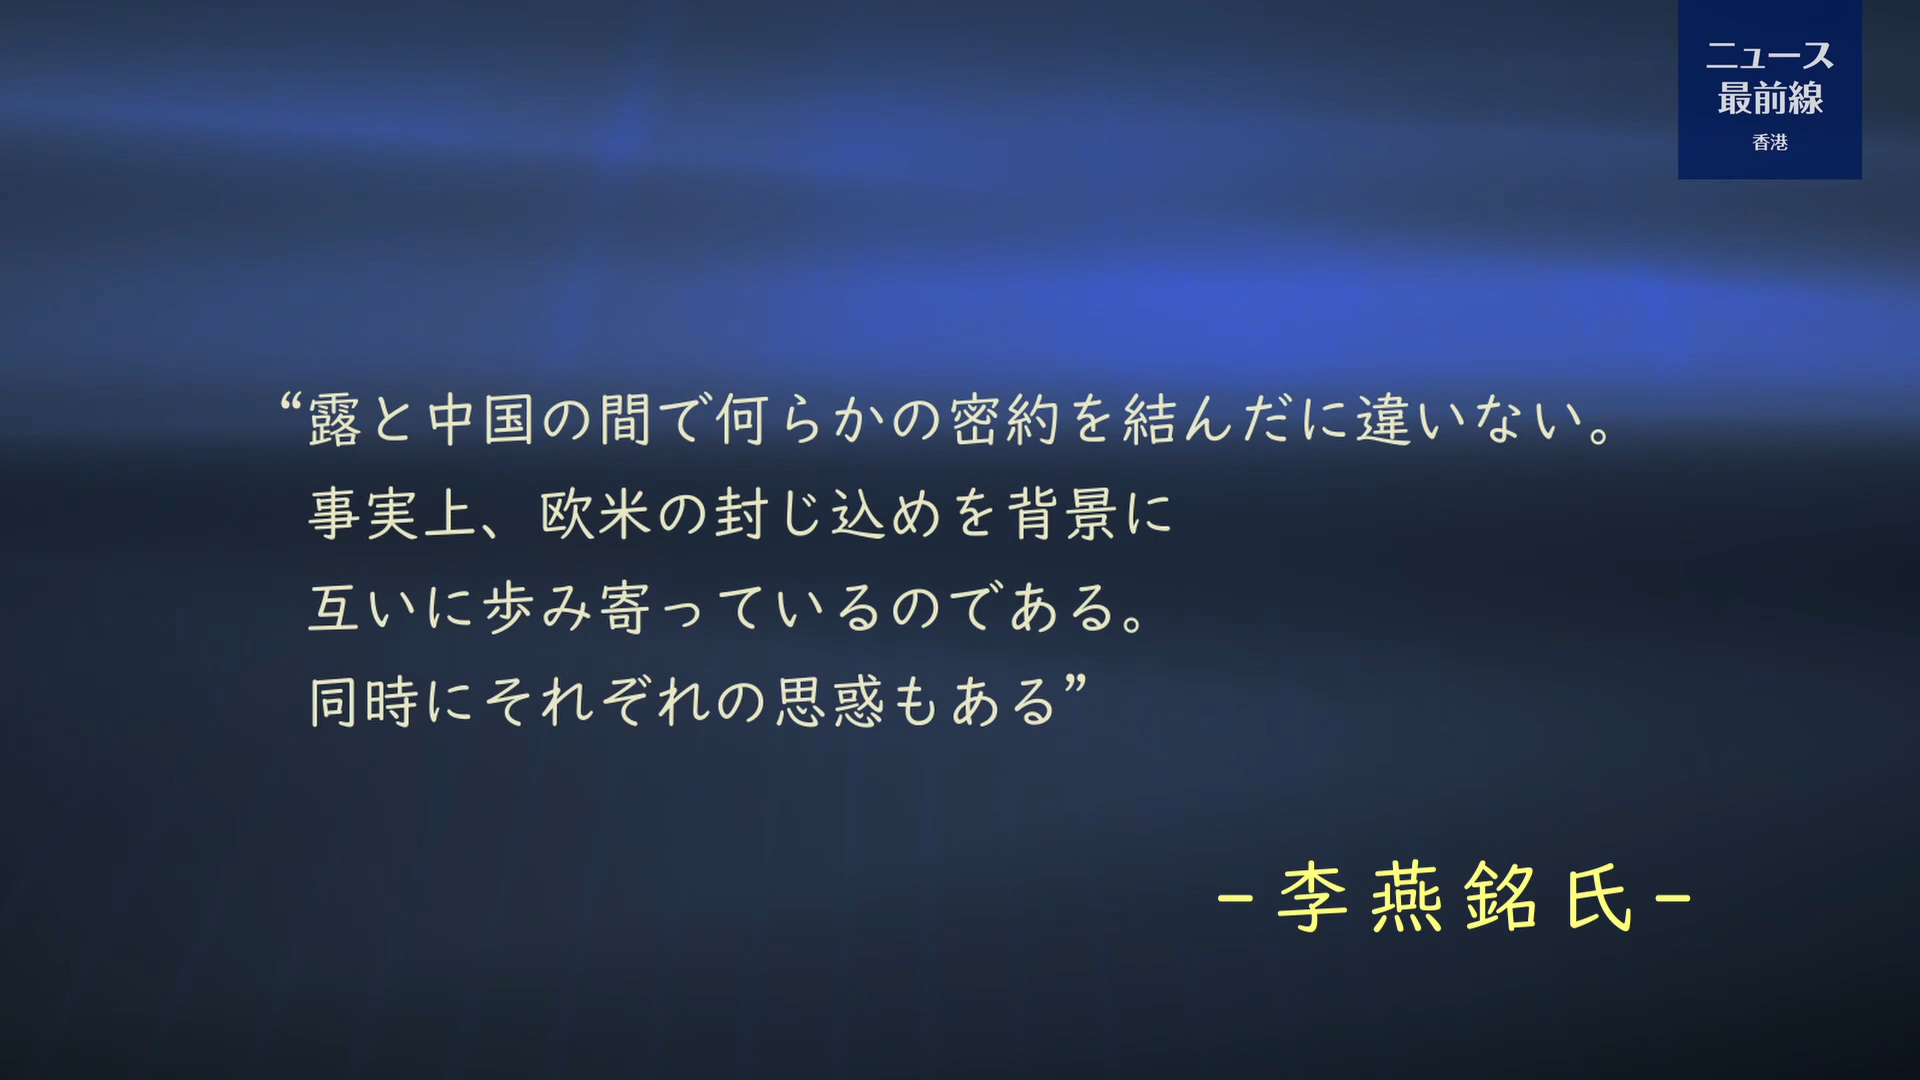 ニュース
最前線
香港
“露と中国の間で何らかの密約を結んだに違いない。
事実上、欧米の封じ込めを背景に
互いに歩み寄っているのである。
同時にそれぞれの思惑もある”
-李燕銘氏-